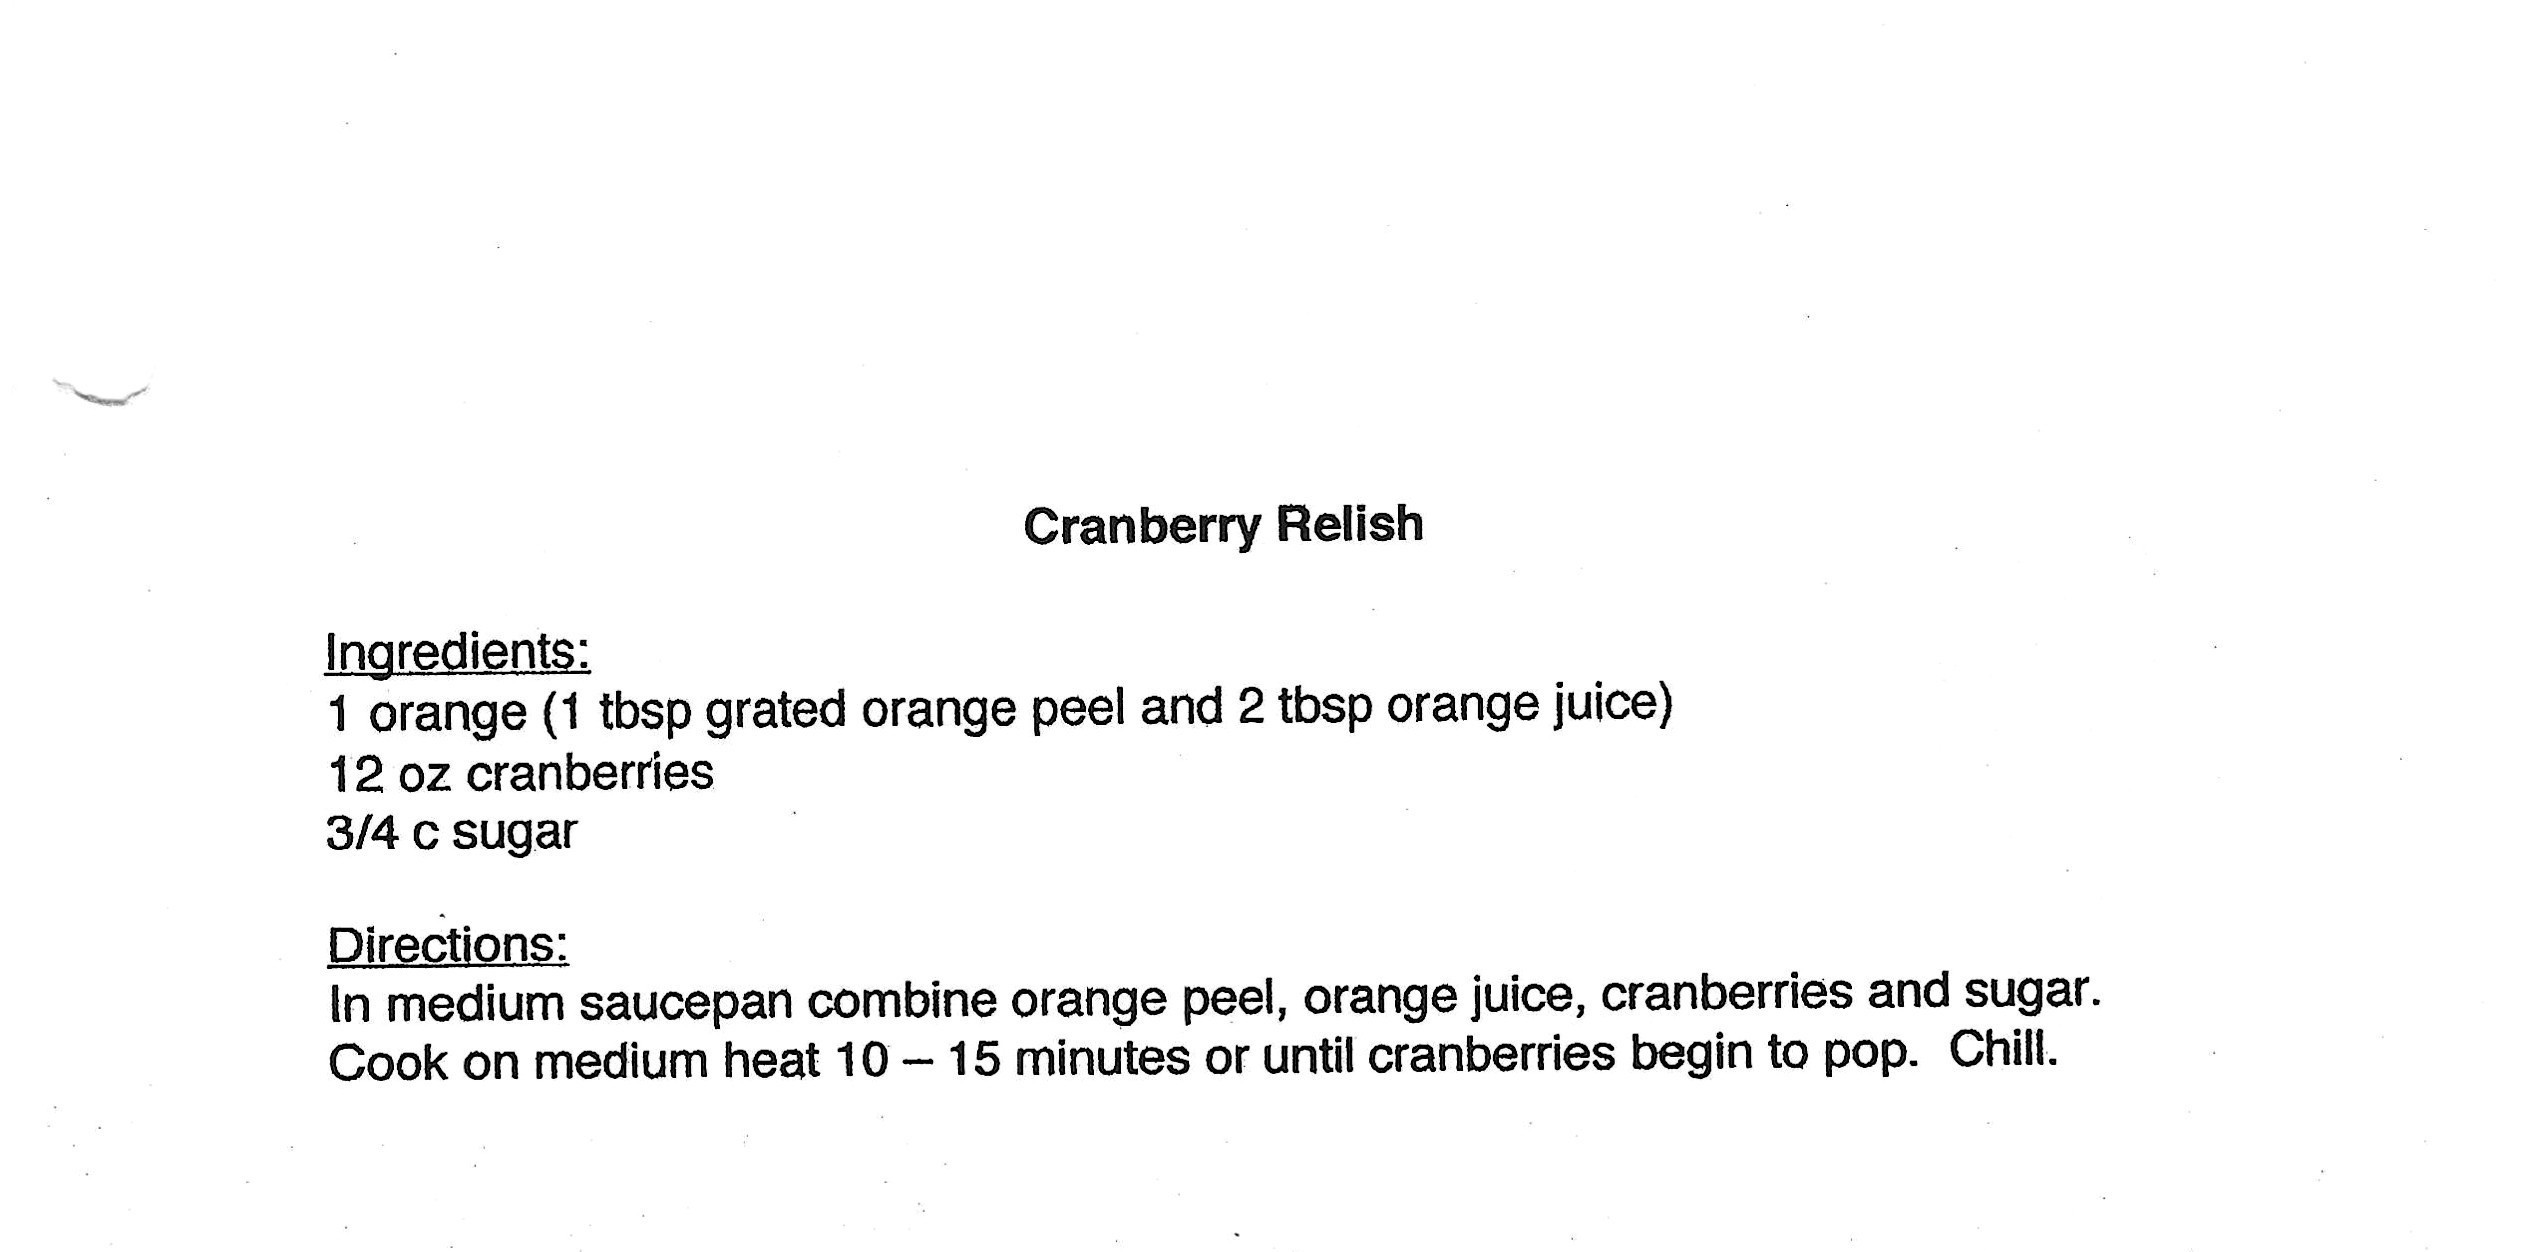 Cranberry Relish
Ingredients:
1 orange (1 tbsp grated orange peel and 2 tbsp orange juice)
12 oz cranberries
3/4 c sugar
Directions:
In medium saucepan combine orange peel, orange juice, cranberries and sugar.
Cook on medium heat 10 – 15 minutes or until cranberries begin to pop.  Chill.